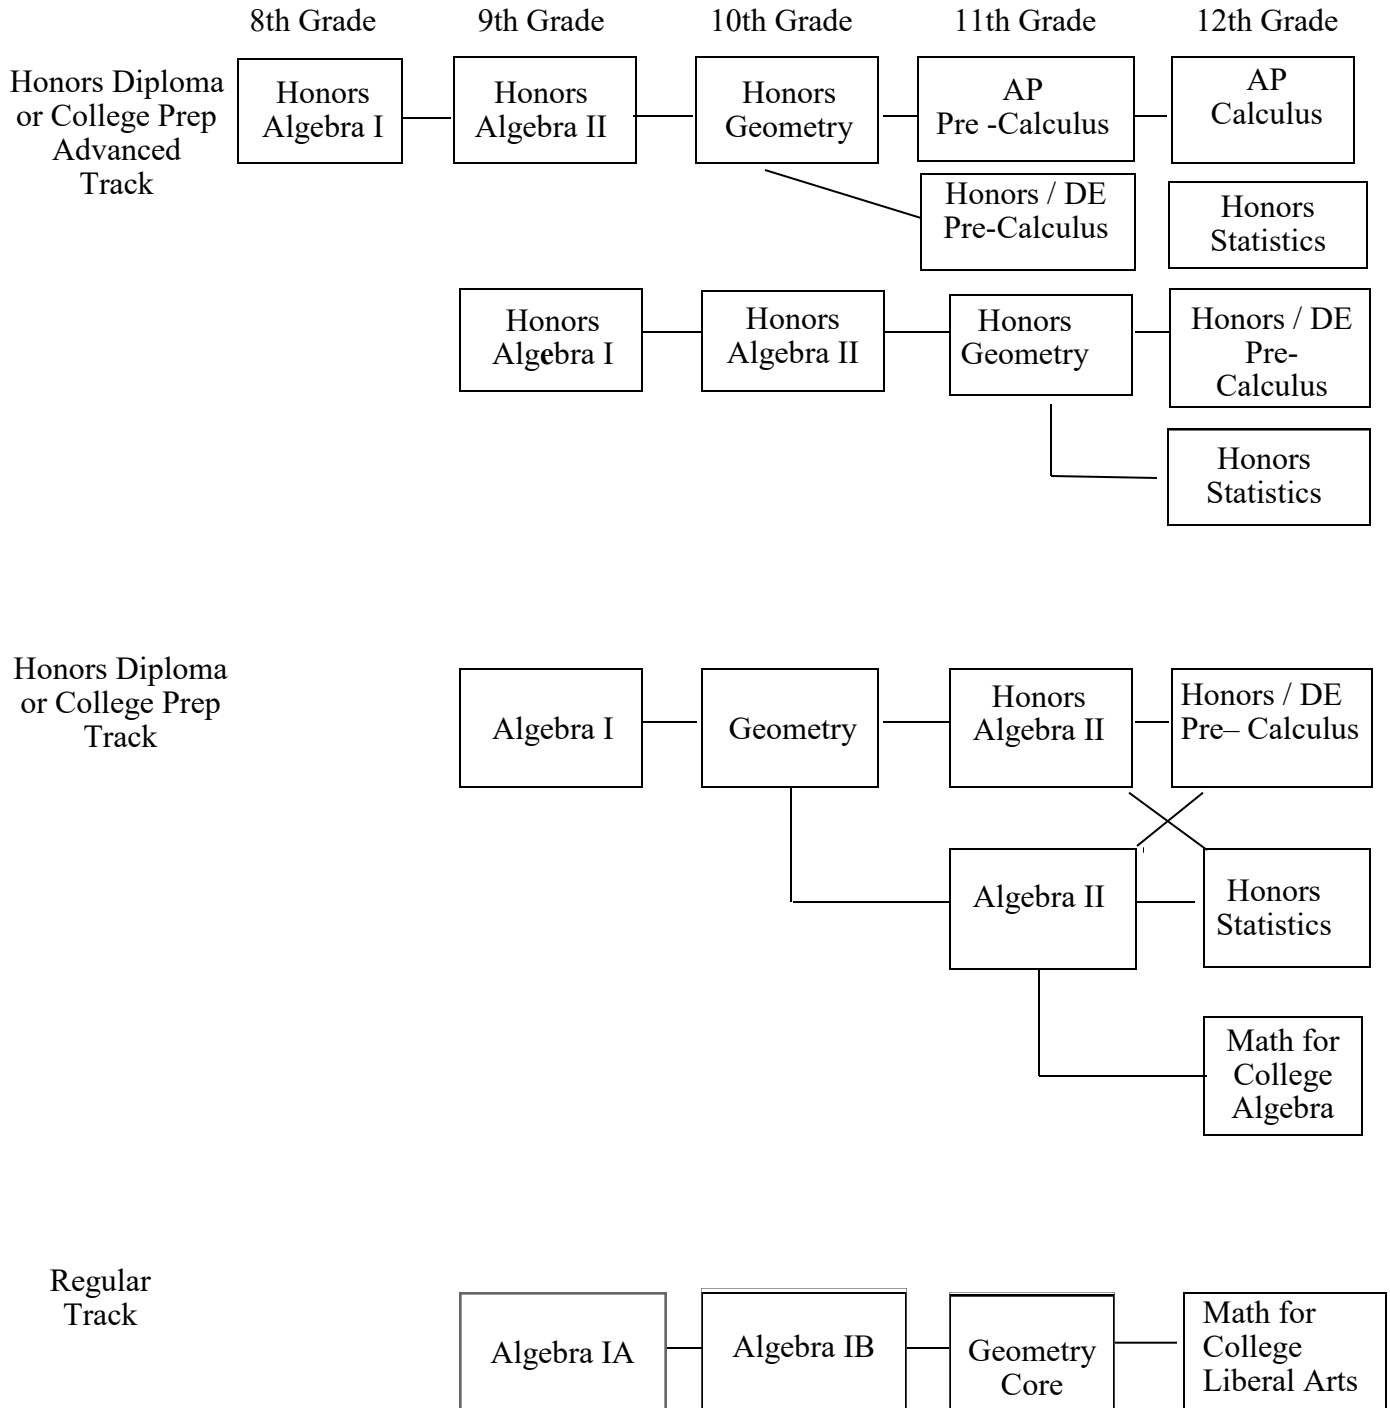 8th Grade
9th Grade
10th Grade
11th Grade
12th Grade
Honors Diploma
or College Prep
Advanced
Track
Honors
Algebra I
Honors
Algebra II
Honors
Geometry
AP
Pre -Calculus
AP
Calculus
Honors / DE
Pre-Calculus
Honors
Statistics
Honors
Algebra I
Honors
Algebra II
Honors
Geometry
Honors / DE
Pre-
Calculus
Honors
Statistics
Honors Diploma
or College Prep
Track
Algebra I
Geometry
Honors
Algebra II
Honors / DE
Pre– Calculus
Algebra II
Honors
Statistics
Math for
College
Algebra
Regular
Track
Algebra IA
Algebra IB
Geometry
Core
Math for
College
Liberal Arts